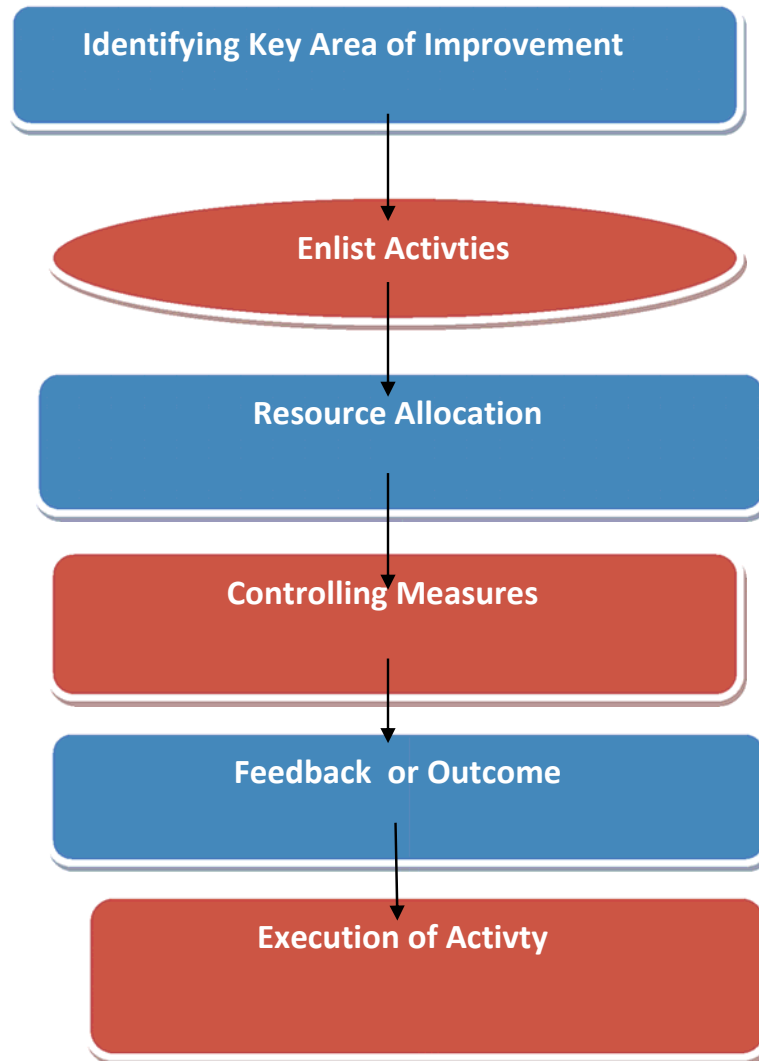 Identifying Key Area of Improvement
Enlist Activties
Resource Allocation
Controlling Measures
Feedback or Outcome
Execution of Activty